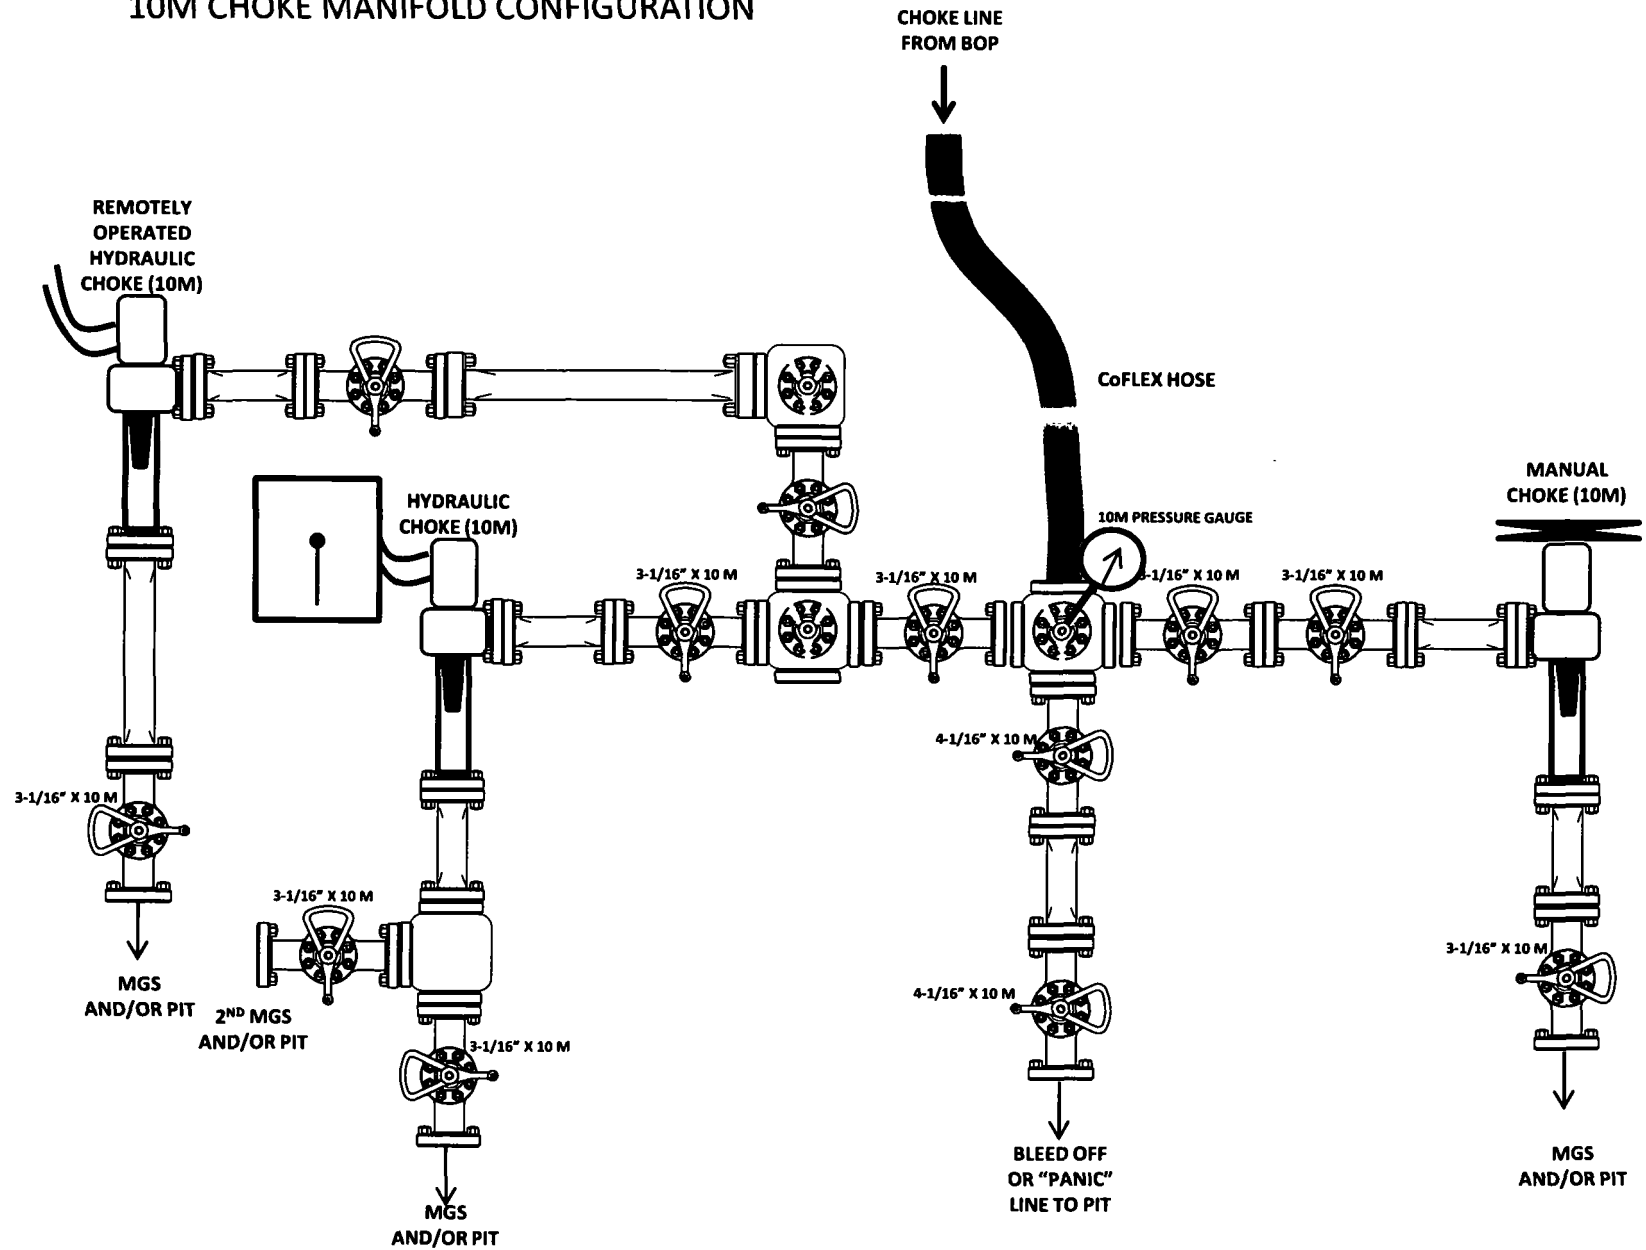 10M CHOKE MANIFOLD CONFIGURATION
CHOKE LINE
FROM BOP
REMOTELY
OPERATED
HYDRAULIC
CHOKE (10M)
CoFLEX HOSE
MANUAL
CHOKE (10M)
HYDRAULIC
CHOKE (10M)
10M PRESSURE GAUGE
3-1/16" X 10 M
3-1/16" X 10 M
3-1/16" X 10 M
3-1/16" X 10 M
4-1/16" X 10 M
3-1/16" X 10 M
3-1/16" X 10 M
3-1/16" X 10 M
4-1/16" X 10 M
MGS
AND/OR PIT
2ND MGS
AND/OR PIT
3-1/16" X 10 M
BLEED OFF
OR “PANIC”
LINE TO PIT
MGS
AND/OR PIT
MGS
AND/OR PIT